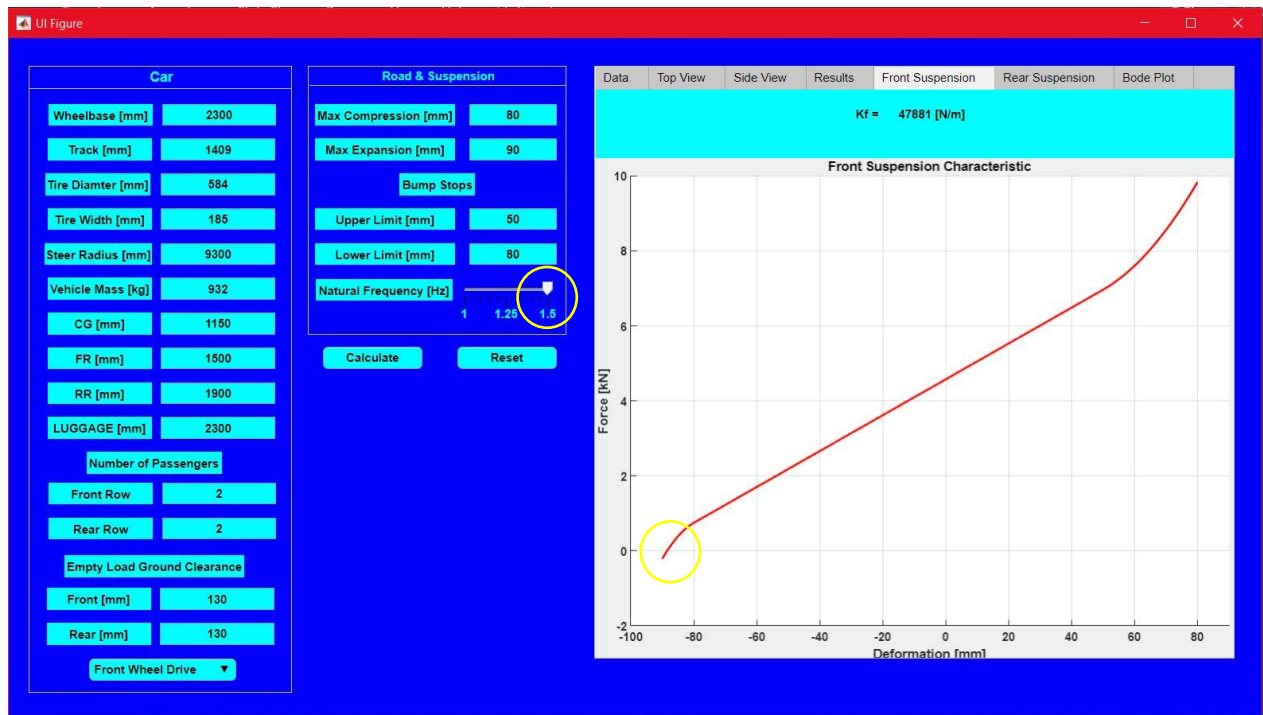 UI Figure
Car
Wheelbase [mm] 2300
Track [mm] 1409
Tire Diamter [mm] 584
Tire Width [mm] 185
Steer Radius [mm] 9300
Vehicle Mass [kg] 932
CG [mm] 1150
FR [mm] 1500
RR [mm] 1900
LUGGAGE [mm] 2300
Number of Passengers
Front Row 2
Rear Row 2
Empty Load Ground Clearance
Front [mm] 130
Rear [mm] 130
Front Wheel Drive
Road & Suspension
Max Compression [mm] 80
Max Expansion [mm] 90
Bump Stops
Upper Limit [mm] 50
Lower Limit [mm] 80
Natural Frequency [Hz]
1 1.25 1.5
Calculate Reset
Data Top View Side View Results Front Suspension Rear Suspension Bode Plot
Kf = 47881 [N/m]
Front Suspension Characteristic
10
8
6
4
2
0
-2
Force [kN]
-100 -80 -60 -40 -20 0 20 40 60 80
Deformation [mm]